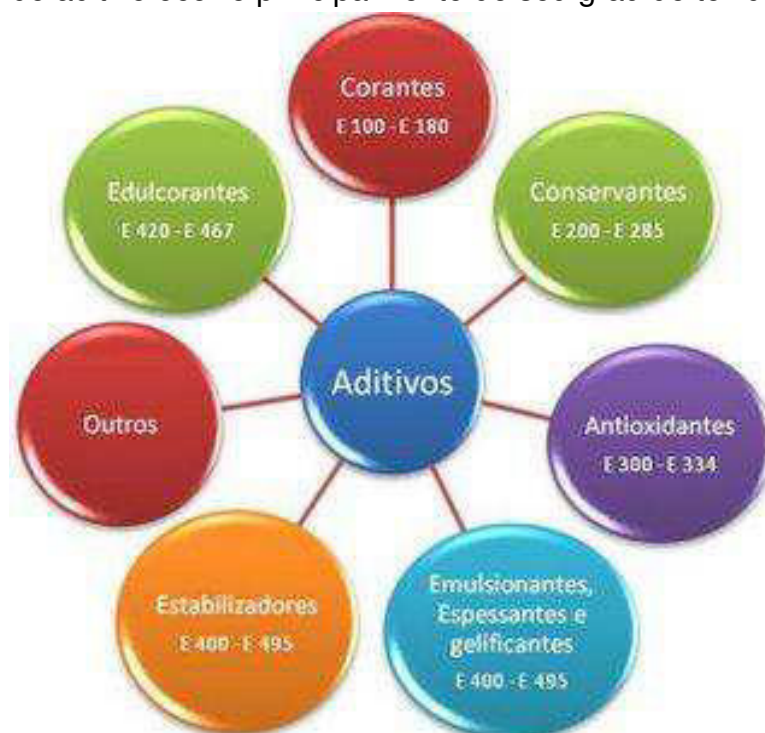 Corantes
E 100 - E 180
Conservantes
E 200 - E 285
Antioxidantes
E 300 - E 334
Emulsionantes,
Espessantes e
gelificantes
E 400 - E 495
Estabilizadores
E 400 - E 495
Outros
Edulcorantes
E 420 - E 467
Aditivos